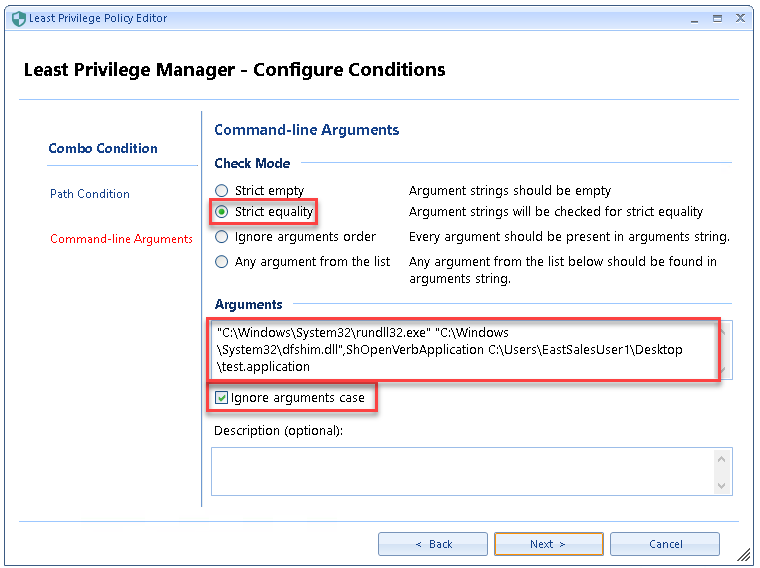 Least Privilege Policy Editor
Least Privilege Manager - Configure Conditions
Combo Condition
Path Condition
Command-line Arguments
Command-line Arguments
Check Mode
Strict empty Argument strings should be empty
Strict equality Argument strings will be checked for strict equality
Ignore arguments order Every argument should be present in arguments string.
Any argument from the list Any argument from the list below should be found in
arguments string.
Arguments
"C:\Windows\System32\rundll32.exe" "C:\Windows
\System32\dfshim.dll",ShOpenVerbApplication C:\Users\EastSalesUser1\Desktop
\test.application
Ignore arguments case
Description (optional):
< Back Next > Cancel